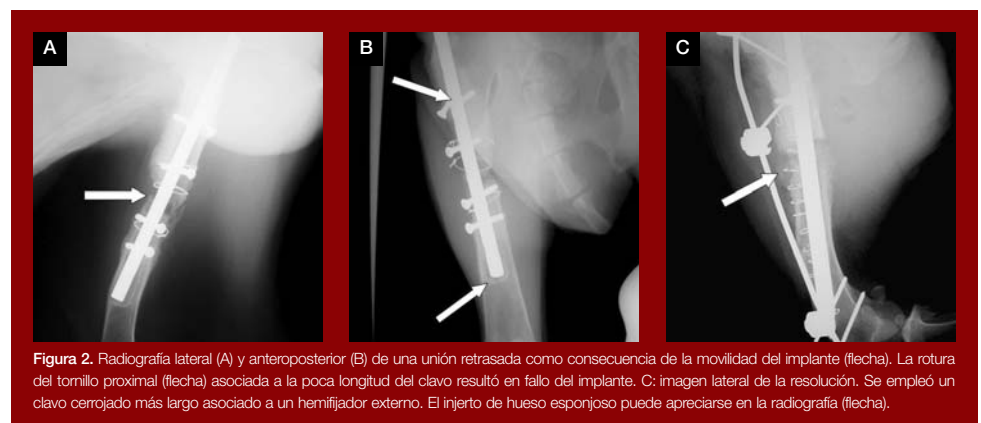 A
B
C
Figura 2. Radiografía lateral (A) y anteroposterior (B) de una unión retrasada como consecuencia de la movilidad del implante (flecha). La rotura
del tornillo proximal (flecha) asociada a la poca longitud del clavo resultó en fallo del implante. C: imagen lateral de la resolución. Se empleó un
clavo cerrojado más largo asociado a un hemifijador externo. El injerto de hueso esponjoso puede apreciarse en la radiografía (flecha).